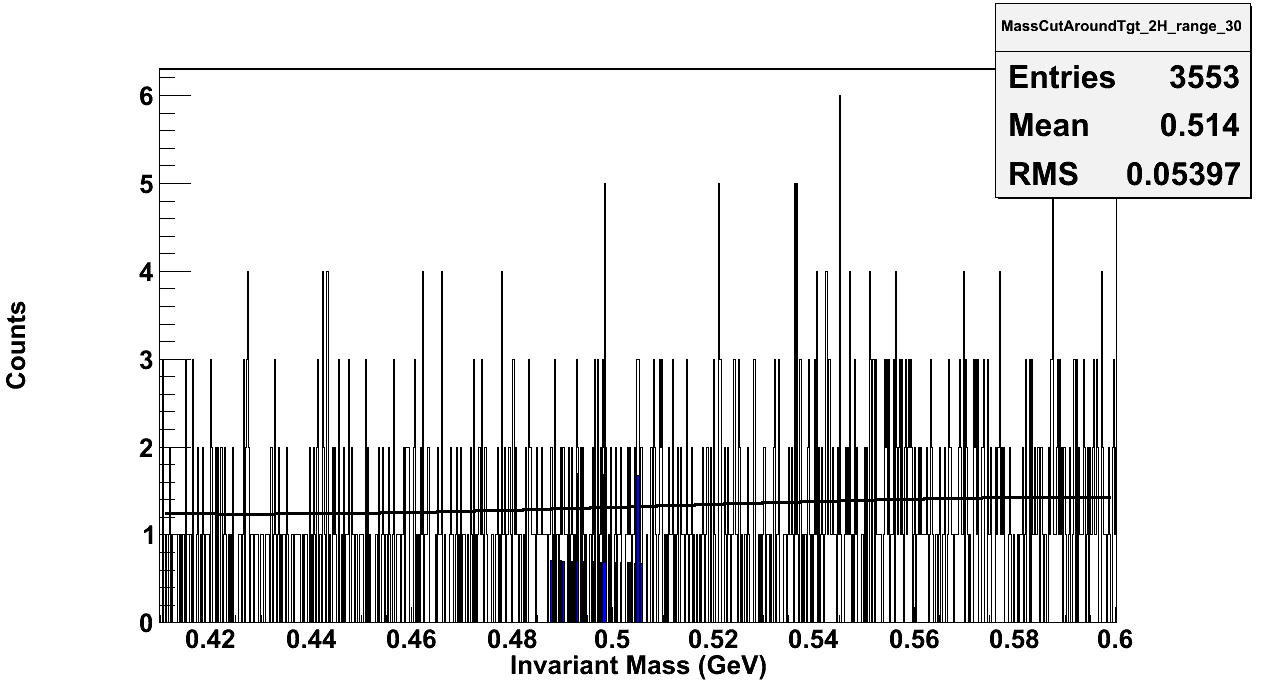 MassCutAroundTgt_2H_range_30
Entries 3553
Mean 0.514
RMS 0.05397
Counts
6
5
4
3
2
1
0
0.42 0.44 0.46 0.48 0.5 0.52 0.54 0.56 0.58 0.6
Invariant Mass (GeV)